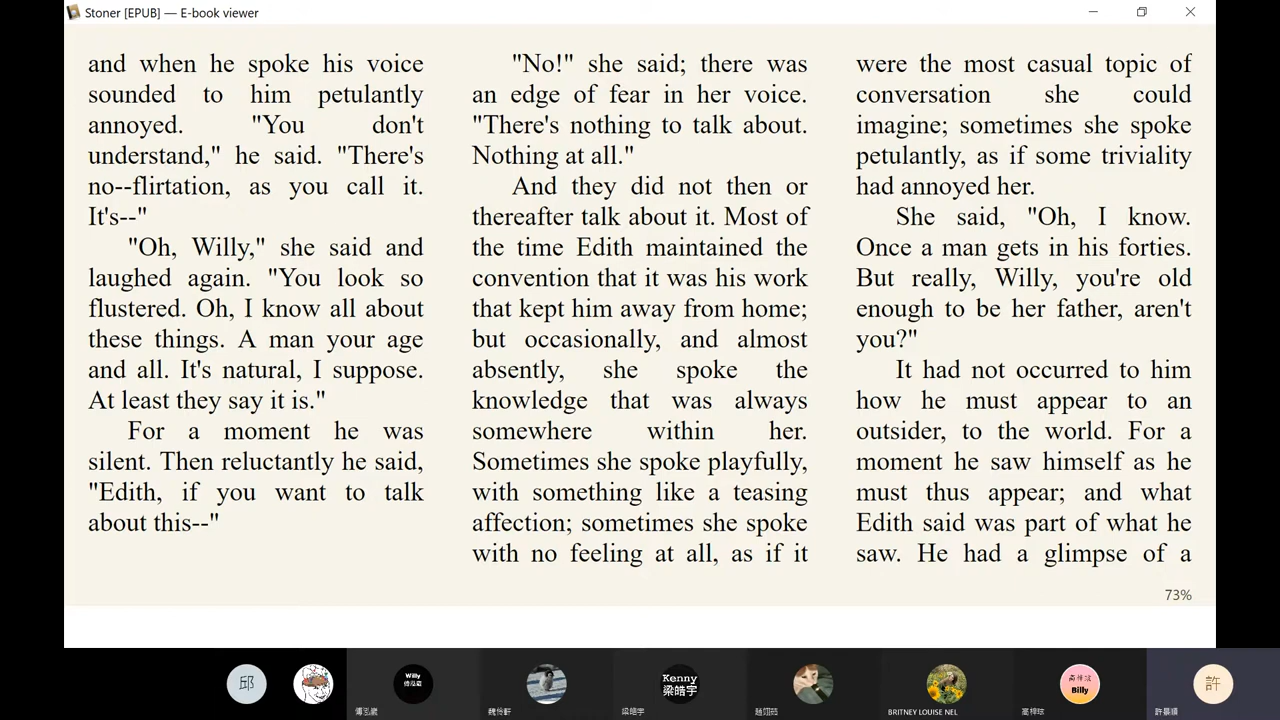 Stoner [EPUB] — E-book viewer
and when he spoke his voice
sounded to him petulantly
annoyed. "You don't
understand," he said. "There's
no--flirtation, as you call it.
It's--"
"Oh, Willy," she said and
laughed again. "You look so
flustered. Oh, I know all about
these things. A man your age
and all. It's natural, I suppose.
At least they say it is."
For a moment he was
silent. Then reluctantly he said,
"Edith, if you want to talk
about this--"
"No!" she said; there was
an edge of fear in her voice.
"There's nothing to talk about.
Nothing at all."
And they did not then or
thereafter talk about it. Most of
the time Edith maintained the
convention that it was his work
that kept him away from home;
but occasionally, and almost
absently, she spoke the
knowledge that was always
somewhere within her.
Sometimes she spoke playfully,
with something like a teasing
affection; sometimes she spoke
with no feeling at all, as if it
were the most casual topic of
conversation she could
imagine; sometimes she spoke
petulantly, as if some triviality
had annoyed her.
She said, "Oh, I know.
Once a man gets in his forties.
But really, Willy, you're old
enough to be her father, aren't
you?"
It had not occurred to him
how he must appear to an
outsider, to the world. For a
moment he saw himself as he
must thus appear; and what
Edith said was part of what he
saw. He had a glimpse of a
73%
邱
Willy
Kenny
梁皓宇
Billy
許
梁皓宇
BRITNEY LOUISE NEL